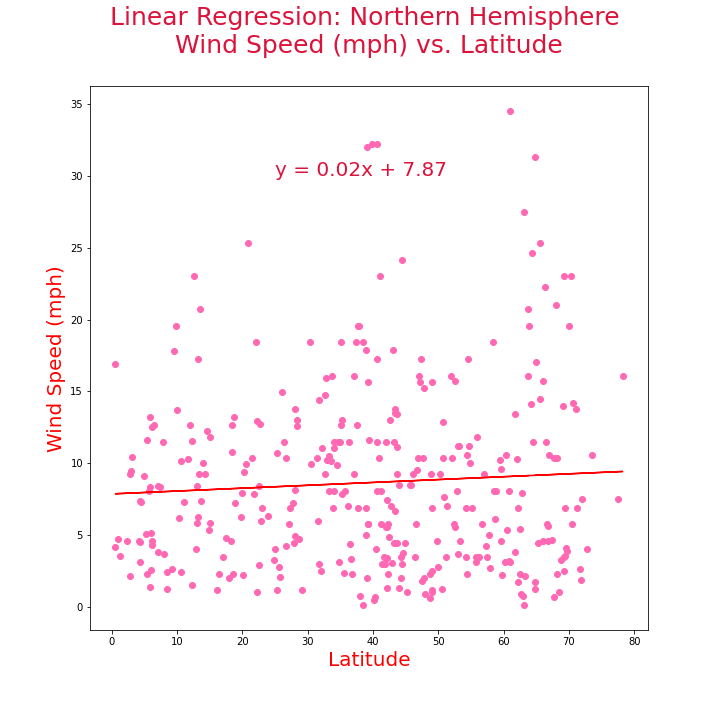 Linear Regression: Northern Hemisphere
Wind Speed (mph) vs. Latitude
35
30
25
20
15
10
5
0
Wind Speed (mph)
y = 0.02x + 7.87
0 10 20 30 40 50 60 70 80
Latitude